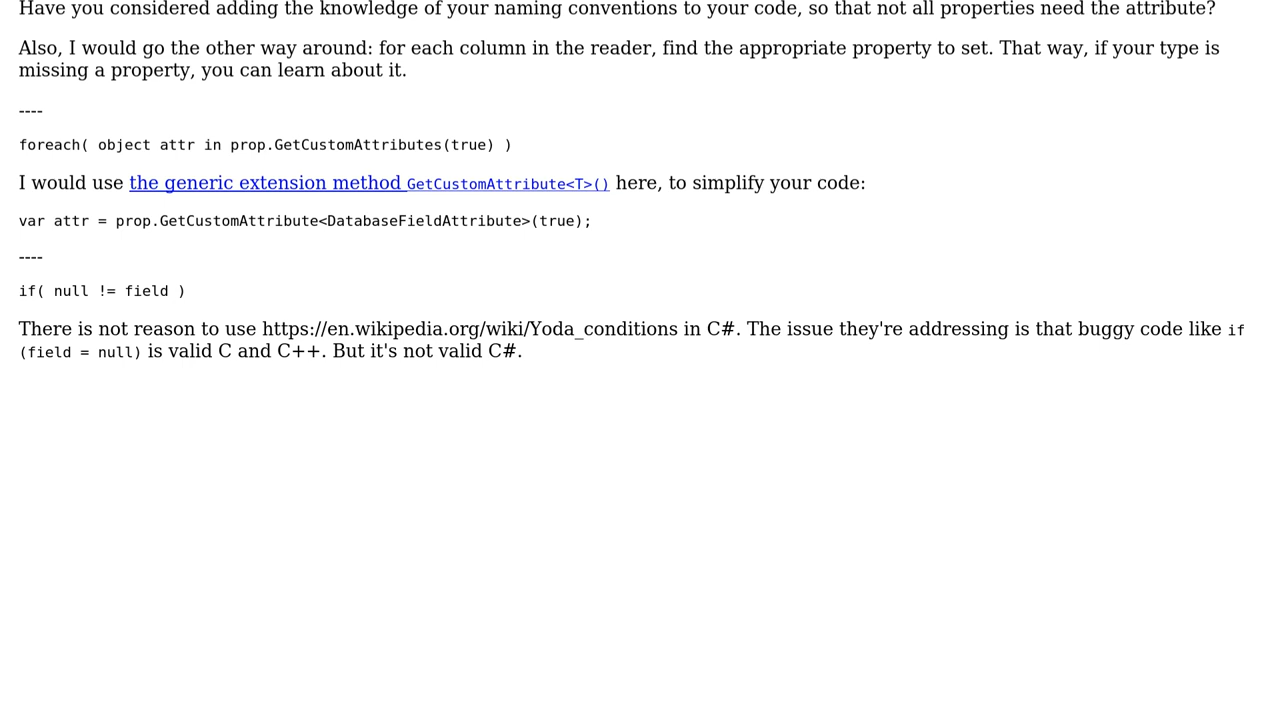 Have you considered adding the knowledge of your naming conventions to your code, so that not all properties need the attribute?
Also, I would go the other way around: for each column in the reader, find the appropriate property to set. That way, if your type is
missing a property, you can learn about it.
----
foreach( object attr in prop.GetCustomAttributes(true) )
I would use the generic extension method GetCustomAttribute<T>() here, to simplify your code:
var attr = prop.GetCustomAttribute<DatabaseFieldAttribute>(true);
----
if( null != field )
There is not reason to use https://en.wikipedia.org/wiki/Yoda_conditions in C#. The issue they're addressing is that buggy code like if
(field = null) is valid C and C++. But it's not valid C#.